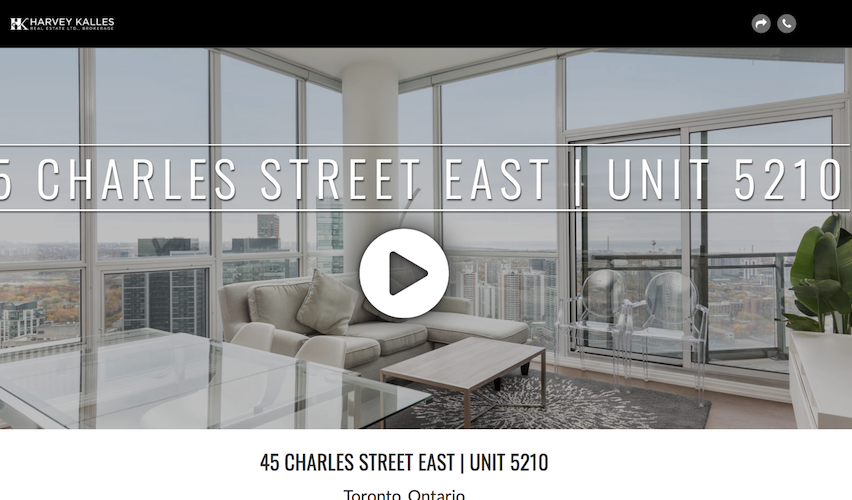 HK HARVEY KALLES
REAL ESTATE LTD., BROKERAGE
5 CHARLES STREET EAST | UNIT 5210
45 CHARLES STREET EAST | UNIT 5210
Toronto, Ontario